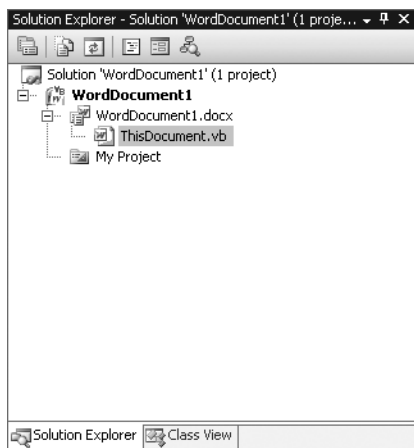 Solution Explorer - Solution 'WordDocument1' (1 proje...
Solution 'WordDocument1' (1 project)
WordDocument1
WordDocument1.docx
ThisDocument.vb
My Project
Solution Explorer Class View